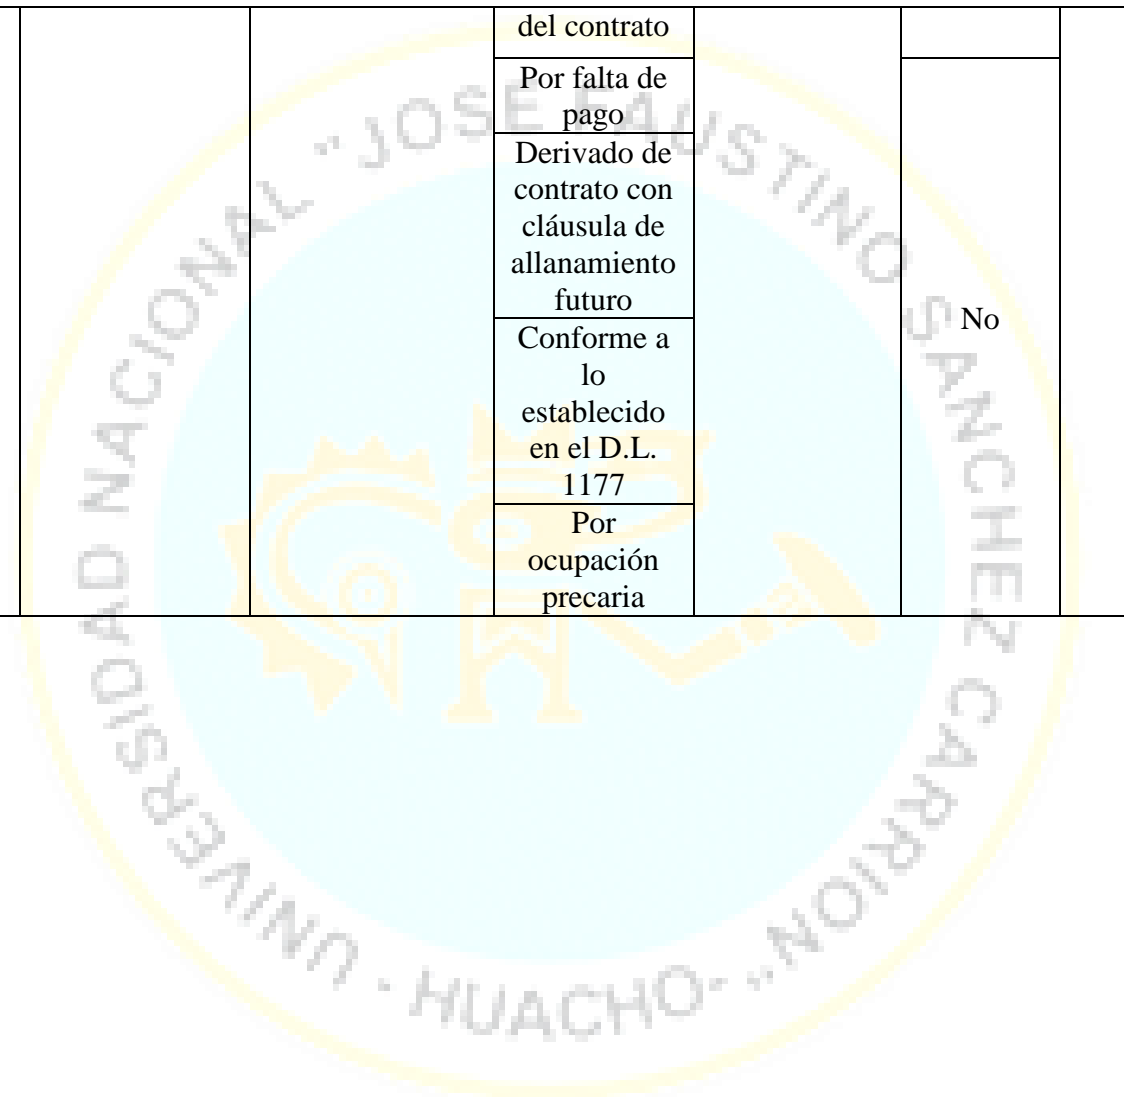 del contrato
Por falta de
pago
Derivado de
contrato con
cláusula de
allanamiento
futuro
Conforme a
lo
establecido
en el D.L.
1177
Por
ocupación
precaria
No
UNIVERSIDAD NACIONAL "JOSE FAUSTINO SANCHEZ CARRION" - HUACHO-